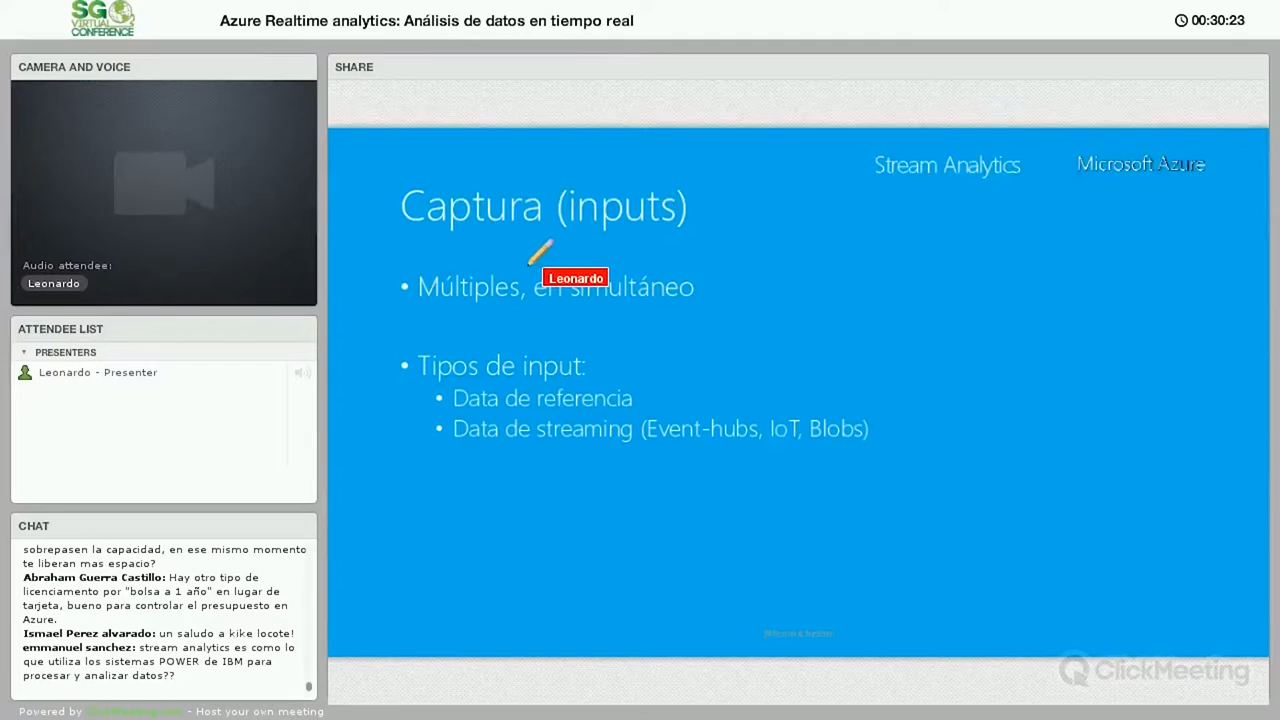 SG
VIRTUAL
CONFERENCE
Azure Realtime analytics: Análisis de datos en tiempo real
00:30:23
CAMERA AND VOICE
Audio attendee:
Leonardo
ATTENDEE LIST
PRESENTERS
Leonardo - Presenter
CHAT
sobrepasen la capacidad, en ese mismo momento
te liberan mas espacio?
Abraham Guerra Castillo: Hay otro tipo de
licenciamiento por "bolsa a 1 año" en lugar de
tarjeta, bueno para controlar el presupuesto en
Azure.
Ismael Perez alvarado: un saludo a kike locote!
emmanuel sanchez: stream analytics es como lo
que utiliza los sistemas POWER de IBM para
procesar y analizar datos??
SHARE
Stream Analytics
Microsoft Azure
Captura (inputs)
Leonardo
• Múltiples, en simultáneo
• Tipos de input:
• Data de referencia
• Data de streaming (Event-hubs, IoT, Blobs)
ClickMeeting
Powered by ClickMeeting.com - Host your own meeting